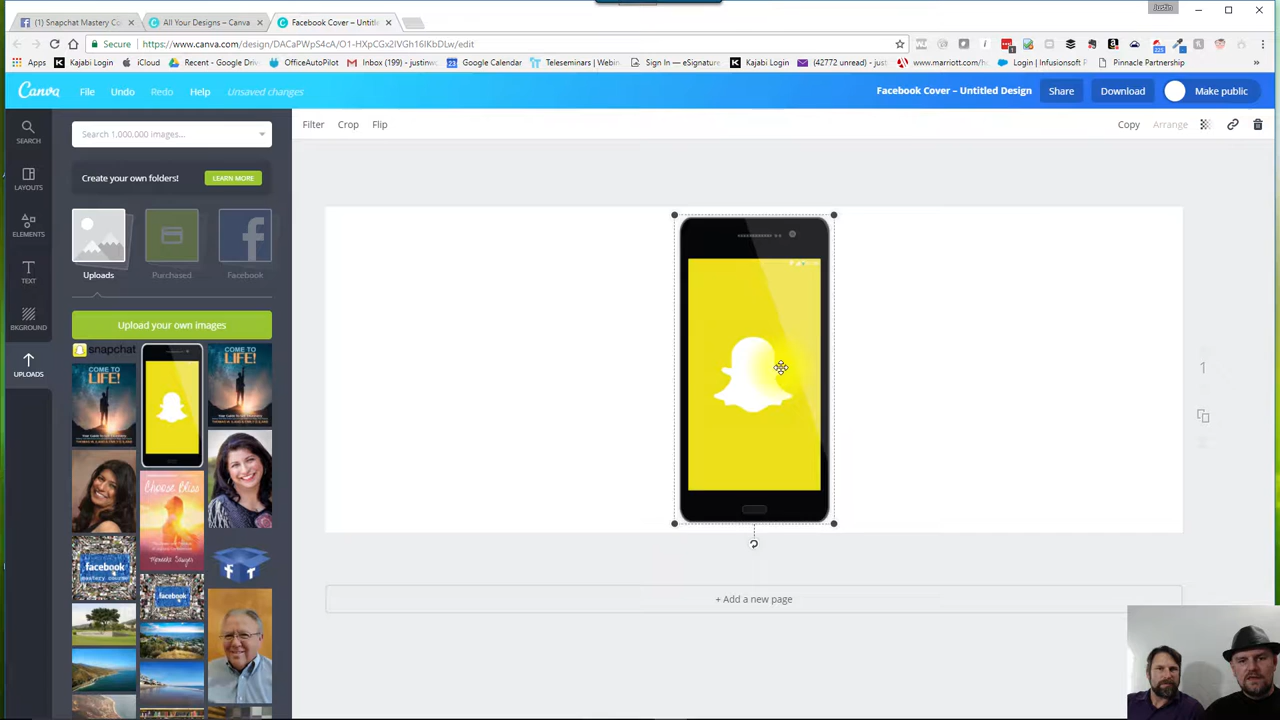 Justin
(1) Snapchat Mastery Co
All Your Designs – Canva
Facebook Cover – Untitl
Secure
https://www.canva.com/design/DACaPWpS4cA/O1-HXpCGx2IVGh16IKbDLw/edit
Apps
Kajabi Login
iCloud
Recent - Google Driv
OfficeAutoPilot
Inbox (199) - justinw
Google Calendar
Teleseminars | Webin
Sign In — eSignature
Kajabi Login
(42772 unread) - jus
www.marriott.com/h
Login | Infusionsoft
Pinnacle Partnership
»
Canva
File
Undo
Redo
Help
Unsaved changes
Facebook Cover – Untitled Design
Share
Download
Make public
Filter
Crop
Flip
Copy
Arrange
SEARCH
LAYOUTS
ELEMENTS
TEXT
BKGROUND
UPLOADS
Search 1,000,000 images...
Create your own folders!
LEARN MORE
Uploads
Purchased
Facebook
Upload your own images
snapchat
COME TO
LIFE!
COME TO
LIFE!
Choose Bliss
facebook
mastery course
facebook
1
+ Add a new page